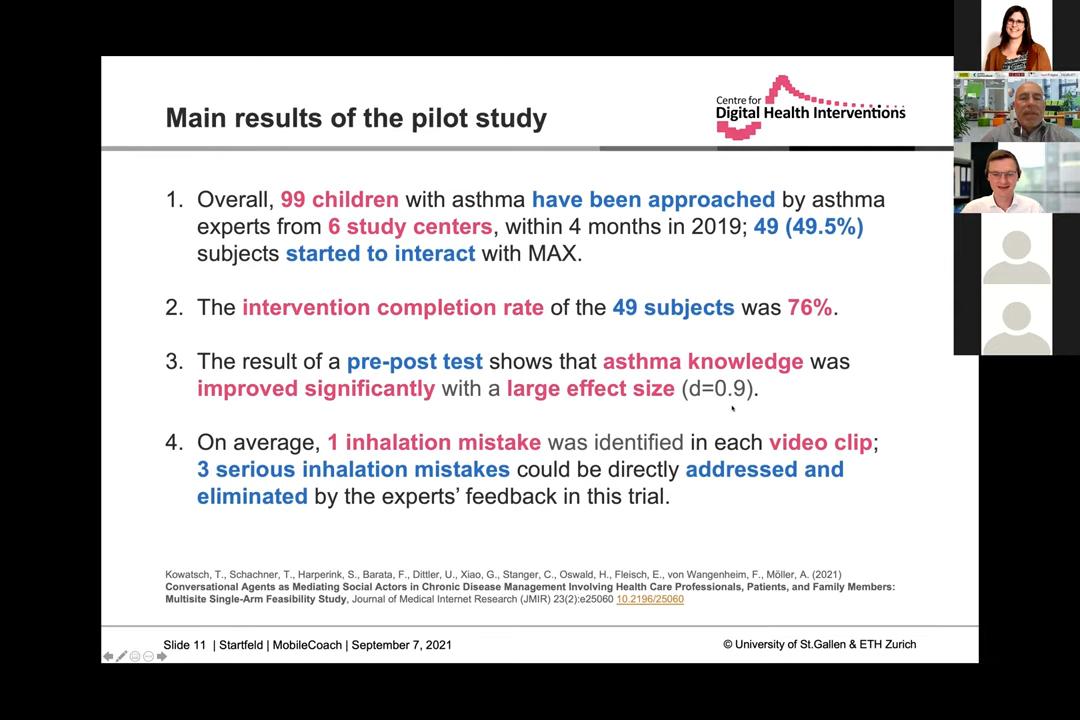 Main results of the pilot study
Centre for
Digital Health Interventions
1. Overall, 99 children with asthma have been approached by asthma
experts from 6 study centers, within 4 months in 2019; 49 (49.5%)
subjects started to interact with MAX.
2. The intervention completion rate of the 49 subjects was 76%.
3. The result of a pre-post test shows that asthma knowledge was
improved significantly with a large effect size (d=0.9).
4. On average, 1 inhalation mistake was identified in each video clip;
3 serious inhalation mistakes could be directly addressed and
eliminated by the experts’ feedback in this trial.
Kowatsch, T., Schachner, T., Harperink, S., Barata, F., Dittler, U., Xiao, G., Stanger, C., Oswald, H., Fleisch, E., von Wangenheim, F., Möller, A. (2021)
Conversational Agents as Mediating Social Actors in Chronic Disease Management Involving Health Care Professionals, Patients, and Family Members:
Multisite Single-Arm Feasibility Study, Journal of Medical Internet Research (JMIR) 23(2):e25060 10.2196/25060
Slide 11 | Startfeld | MobileCoach | September 7, 2021
© University of St.Gallen & ETH Zurich